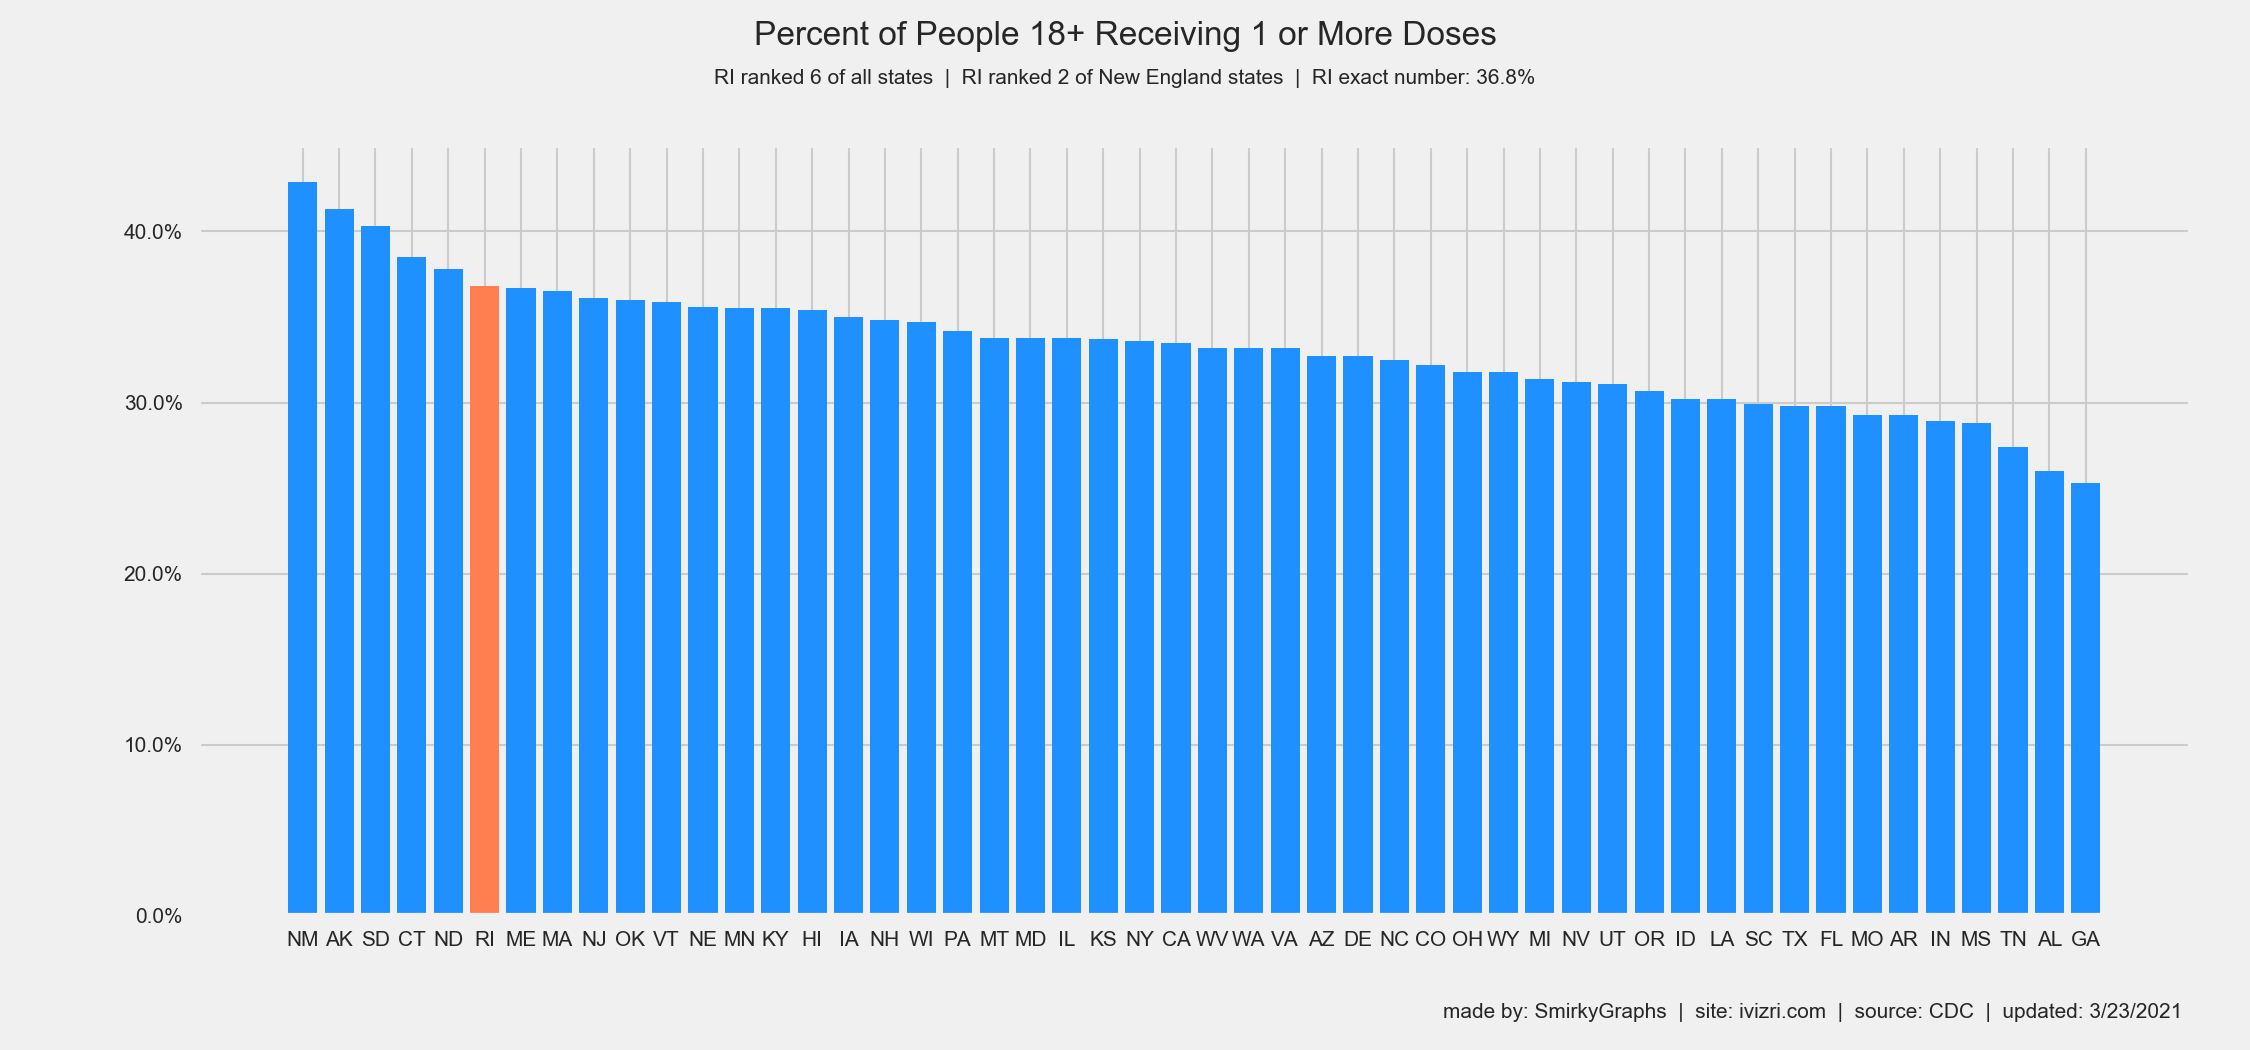 Percent of People 18+ Receiving 1 or More Doses
RI ranked 6 of all states | RI ranked 2 of New England states | RI exact number: 36.8%
40.0%
30.0%
20.0%
10.0%
0.0%
NM AK SD CT ND RI ME MA NJ OK VT NE MN KY HI IA NH WI PA MT MD IL KS NY CA WV WA VA AZ DE NC CO OH WY MI NV UT OR ID LA SC TX FL MO AR IN MS TN AL GA
made by: SmirkyGraphs | site: ivizri.com | source: CDC | updated: 3/23/2021